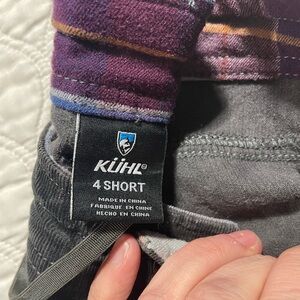 KÜHL®
4 SHORT
MADE IN CHINA
FABRIQUÉ EN CHINE
HECHO EN CHINA